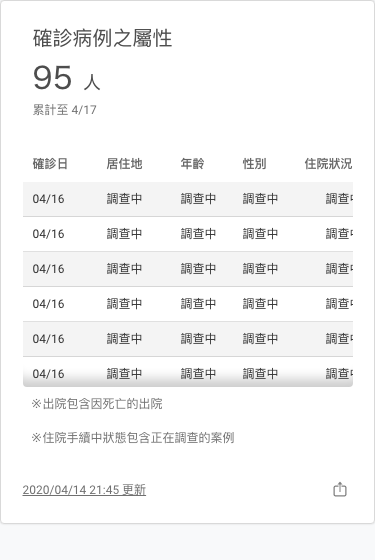 確診病例之屬性
95 人
累計至 4/17
確診日 居住地 年齡 性別 住院狀況
04/16 調查中 調查中 調查中 調查
04/16 調查中 調查中 調查中 調查
04/16 調查中 調查中 調查中 調查
04/16 調查中 調查中 調查中 調查
04/16 調查中 調查中 調查中 調查
04/16 調查中 調查中 調查中 調查
※出院包含因死亡的出院
※住院手續中狀態包含正在調查的案例
2020/04/14 21:45 更新